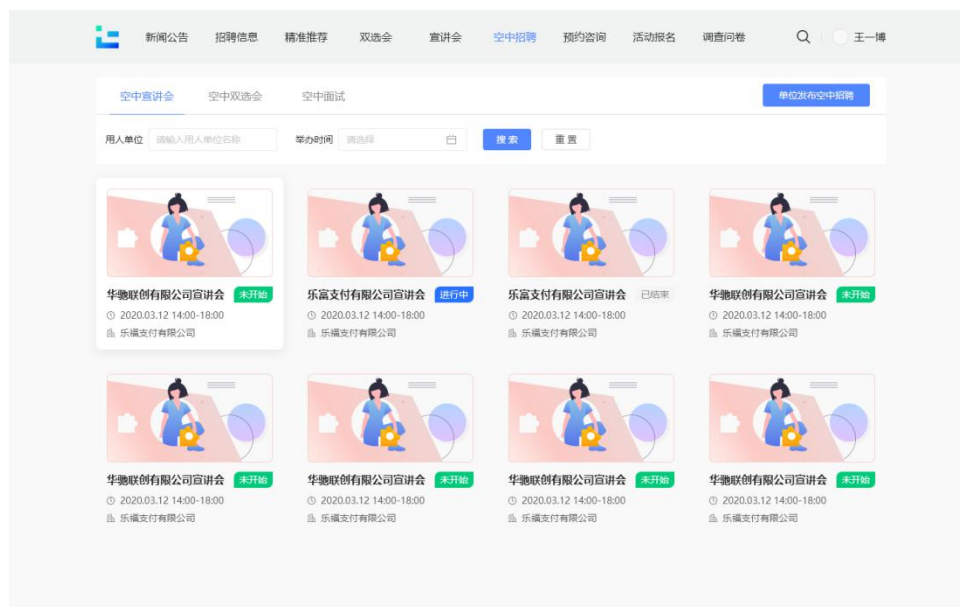 新闻公告 招聘信息 精准推荐 双选会 宣讲会 空中招聘 预约咨询 活动报名 调查问卷 王一博
空中宣讲会 空中双选会 空中面试 单位发布空中招聘
用人单位 请输入用人单位名称 举办时间 请选择 搜索 重置
华驰联创有限公司宣讲会 未开始
2020.03.12 14:00-18:00
乐福支付有限公司
乐富支付有限公司宣讲会 进行中
2020.03.12 14:00-18:00
乐福支付有限公司
乐富支付有限公司宣讲会 已结束
2020.03.12 14:00-18:00
乐福支付有限公司
华驰联创有限公司宣讲会 未开始
2020.03.12 14:00-18:00
乐福支付有限公司
华驰联创有限公司宣讲会 未开始
2020.03.12 14:00-18:00
乐福支付有限公司
华驰联创有限公司宣讲会 未开始
2020.03.12 14:00-18:00
乐福支付有限公司
华驰联创有限公司宣讲会 未开始
2020.03.12 14:00-18:00
乐福支付有限公司
华驰联创有限公司宣讲会 未开始
2020.03.12 14:00-18:00
乐福支付有限公司